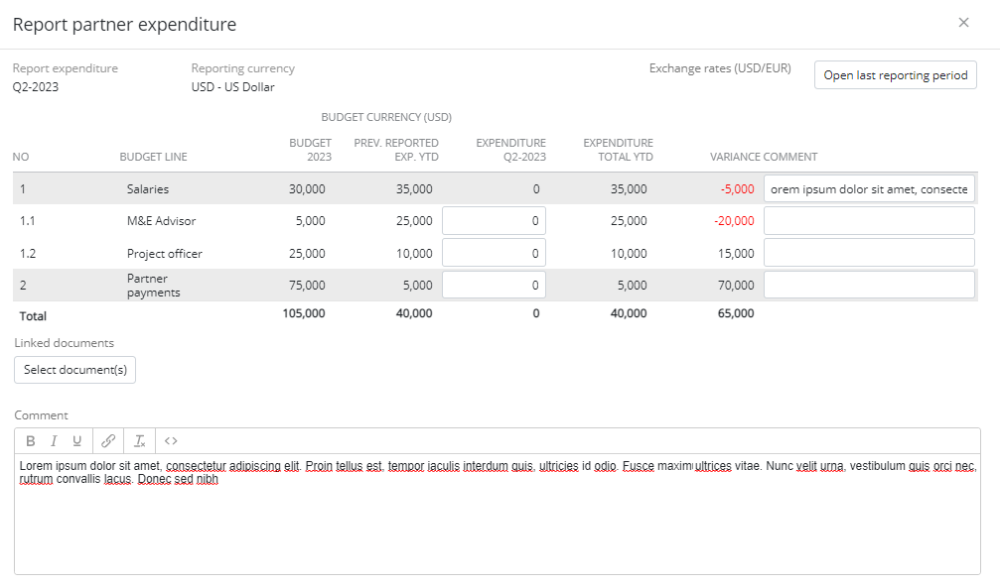 Report partner expenditure
Report expenditure Reporting currency Exchange rates (USD/EUR) Open last reporting period
Q2-2023 USD - US Dollar
BUDGET CURRENCY (USD)
BUDGET PREV. REPORTED EXPENDITURE EXPENDITURE
NO BUDGET LINE 2023 EXP. YTD Q2-2023 TOTAL YTD VARIANCE COMMENT
1 Salaries 30,000 35,000 0 35,000 -5,000 orem ipsum dolor sit amet, consecte
1.1 M&E Advisor 5,000 25,000 0 25,000 -20,000
1.2 Project officer 25,000 10,000 0 10,000 15,000
2 Partner payments 75,000 5,000 0 5,000 70,000
Total 105,000 40,000 0 40,000 65,000
Linked documents
Select document(s)
Comment
B I U Tx <>
Lorem ipsum dolor sit amet, consectetur adipiscing elit. Proin tellus est, tempor iaculis interdum quis, ultricies id odio. Fusce maxim ultrices vitae. Nunc velit urna, vestibulum quis orci nec,
rutrum convallis lacus. Donec sed nibh